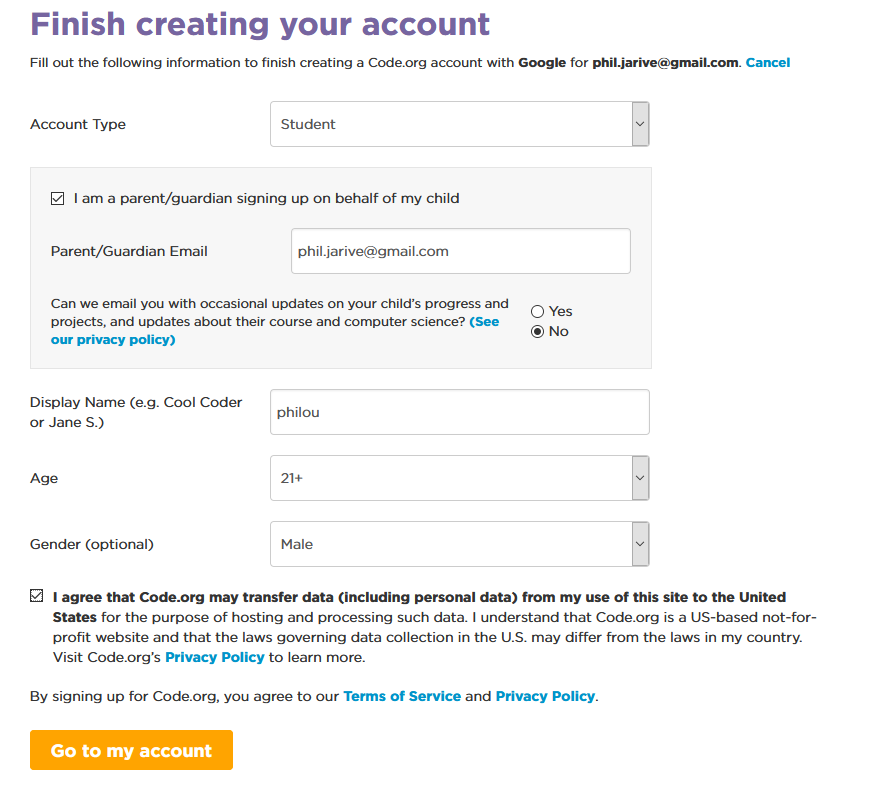 Finish creating your account
Fill out the following information to finish creating a Code.org account with Google for phil.jarive@gmail.com. Cancel
Account Type
Student
I am a parent/guardian signing up on behalf of my child
Parent/Guardian Email
phil.jarive@gmail.com
Can we email you with occasional updates on your child's progress and
projects, and updates about their course and computer science? (See
our privacy policy)
Yes
No
Display Name (e.g. Cool Coder
or Jane S.)
philou
Age
21+
Gender (optional)
Male
I agree that Code.org may transfer data (including personal data) from my use of this site to the United
States for the purpose of hosting and processing such data. I understand that Code.org is a US-based not-for-
profit website and that the laws governing data collection in the U.S. may differ from the laws in my country.
Visit Code.org's Privacy Policy to learn more.
By signing up for Code.org, you agree to our Terms of Service and Privacy Policy.
Go to my account